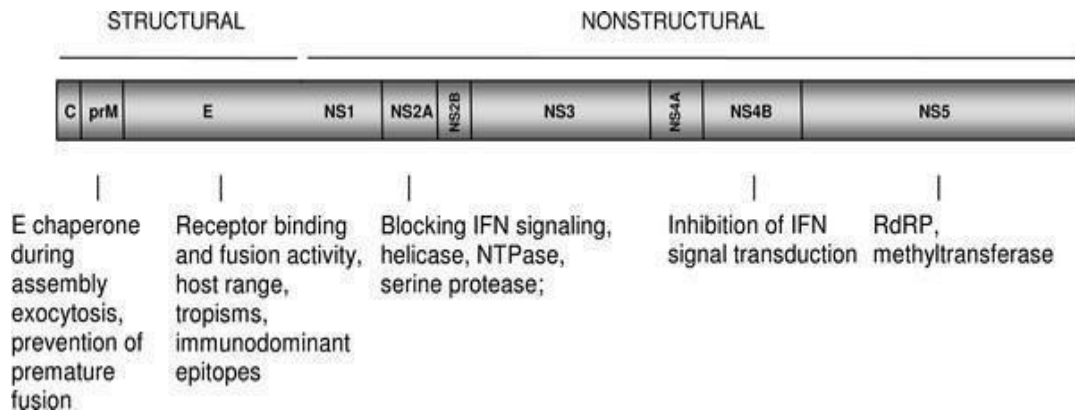 STRUCTURAL NONSTRUCTURAL
C prM E NS1 NS2A NS2B NS3 NS4A NS4B NS5
E chaperone
during
assembly
exocytosis,
prevention of
premature
fusion
Receptor binding
and fusion activity,
host range,
tropisms,
immunodominant
epitopes
Blocking IFN signaling,
helicase, NTPase,
serine protease;
Inhibition of IFN
signal transduction
RdRP,
methyltransferase